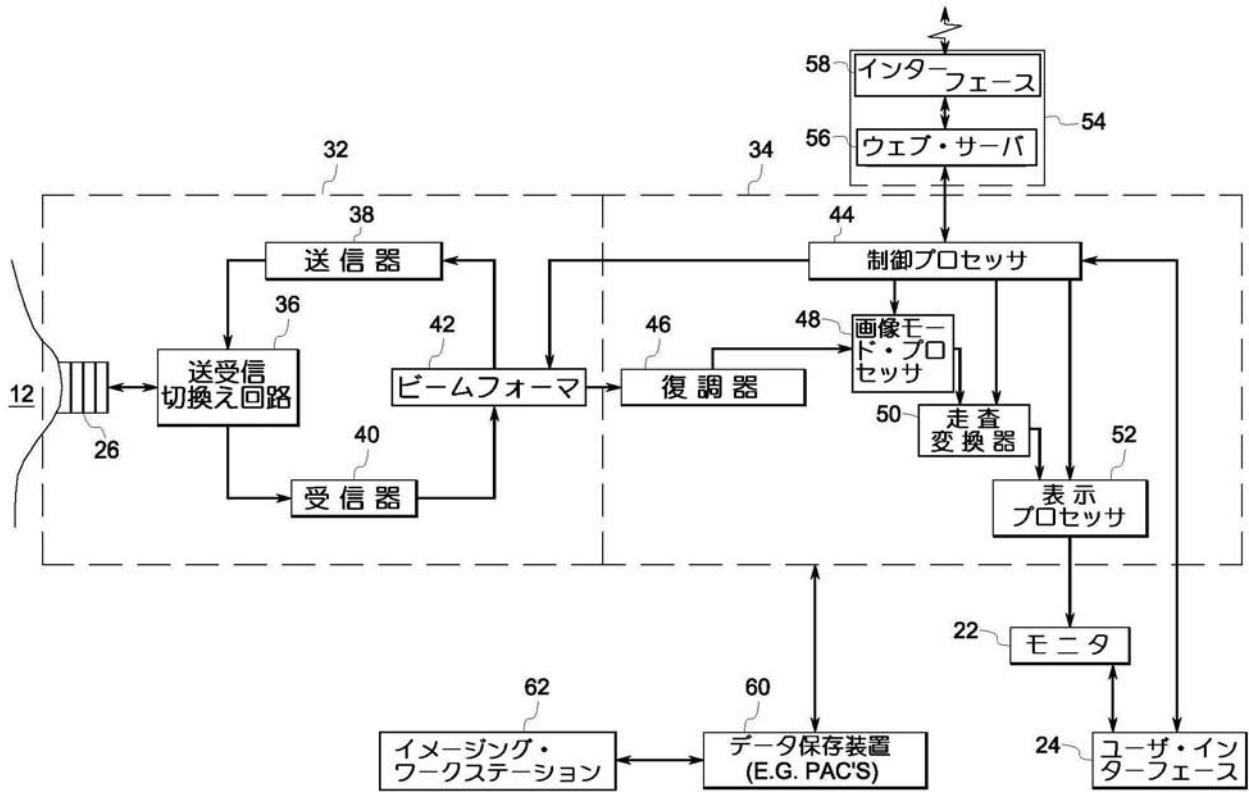 58
インター
フェース
54
56
ウェブ・サーバ
32
34
38
送信器
44
制御プロセッサ
36
送受信
切換え回路
42
ビームフォーマ
46
復調器
48
画像モー
ド・プロ
セッサ
12
26
40
受信器
50
走査
変換器
52
表示
プロセッサ
22
モニタ
62
イメージング・
ワークステーション
60
データ保存装置
(E.G. PAC'S)
24
ユーザ・イン
ターフェース